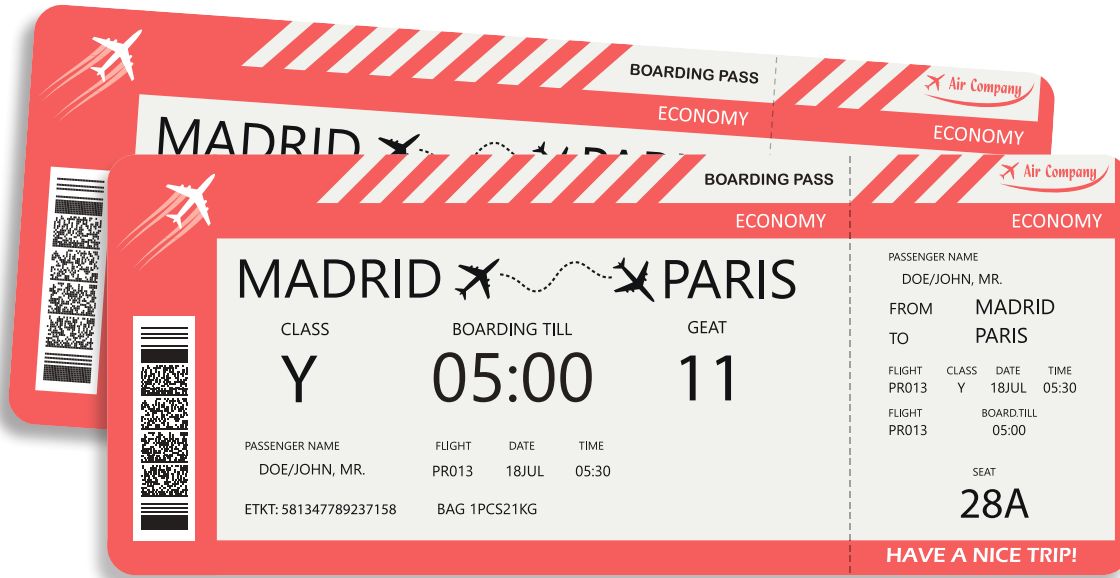 BOARDING PASS
Air Company
ECONOMY ECONOMY
MADRID
BOARDING PASS
Air Company
ECONOMY ECONOMY
MADRID PARIS
CLASS BOARDING TILL GEAT
Y 05:00 11
PASSENGER NAME FLIGHT DATE TIME
DOE/JOHN, MR. PR013 18JUL 05:30
ETKT: 581347789237158 BAG 1PCS21KG
PASSENGER NAME
DOE/JOHN, MR.
FROM MADRID
TO PARIS
FLIGHT CLASS DATE TIME
PR013 Y 18JUL 05:30
FLIGHT BOARD.TILL
PR013 05:00
SEAT
28A
HAVE A NICE TRIP!